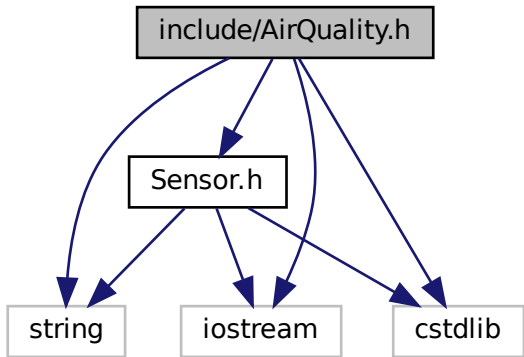 include/AirQuality.h
Sensor.h
string
iostream
cstdlib